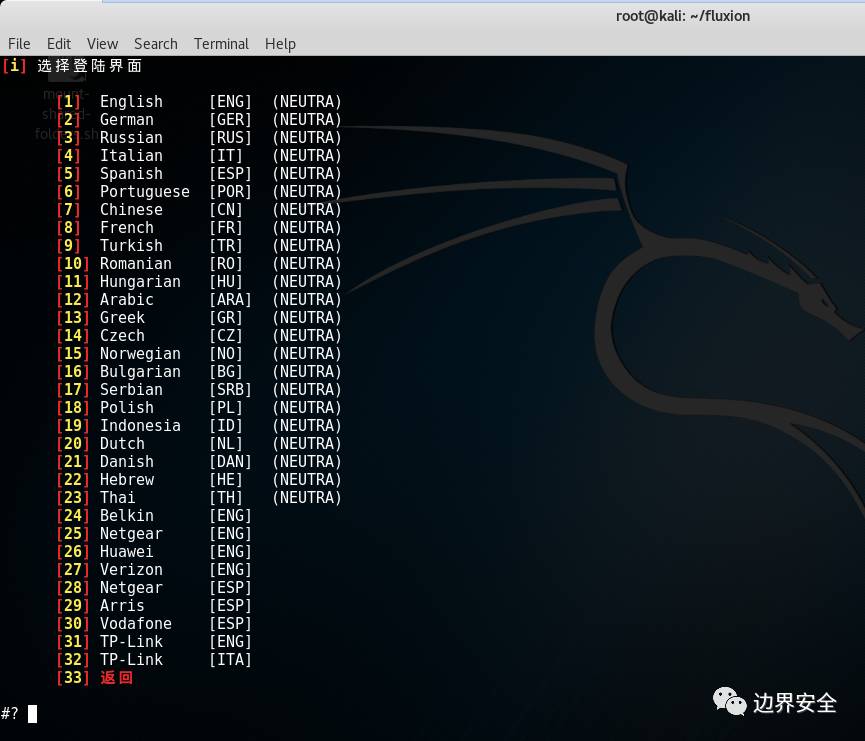 root@kali: ~/fluxion
File Edit View Search Terminal Help
[i] 选择登陆界面
[1] English [ENG] (NEUTRA)
[2] German [GER] (NEUTRA)
[3] Russian [RUS] (NEUTRA)
[4] Italian [IT] (NEUTRA)
[5] Spanish [ESP] (NEUTRA)
[6] Portuguese [POR] (NEUTRA)
[7] Chinese [CN] (NEUTRA)
[8] French [FR] (NEUTRA)
[9] Turkish [TR] (NEUTRA)
[10] Romanian [RO] (NEUTRA)
[11] Hungarian [HU] (NEUTRA)
[12] Arabic [ARA] (NEUTRA)
[13] Greek [GR] (NEUTRA)
[14] Czech [CZ] (NEUTRA)
[15] Norwegian [NO] (NEUTRA)
[16] Bulgarian [BG] (NEUTRA)
[17] Serbian [SRB] (NEUTRA)
[18] Polish [PL] (NEUTRA)
[19] Indonesia [ID] (NEUTRA)
[20] Dutch [NL] (NEUTRA)
[21] Danish [DAN] (NEUTRA)
[22] Hebrew [HE] (NEUTRA)
[23] Thai [TH] (NEUTRA)
[24] Belkin [ENG]
[25] Netgear [ENG]
[26] Huawei [ENG]
[27] Verizon [ENG]
[28] Netgear [ESP]
[29] Arris [ESP]
[30] Vodafone [ESP]
[31] TP-Link [ENG]
[32] TP-Link [ITA]
[33] 返回
#?
边界安全